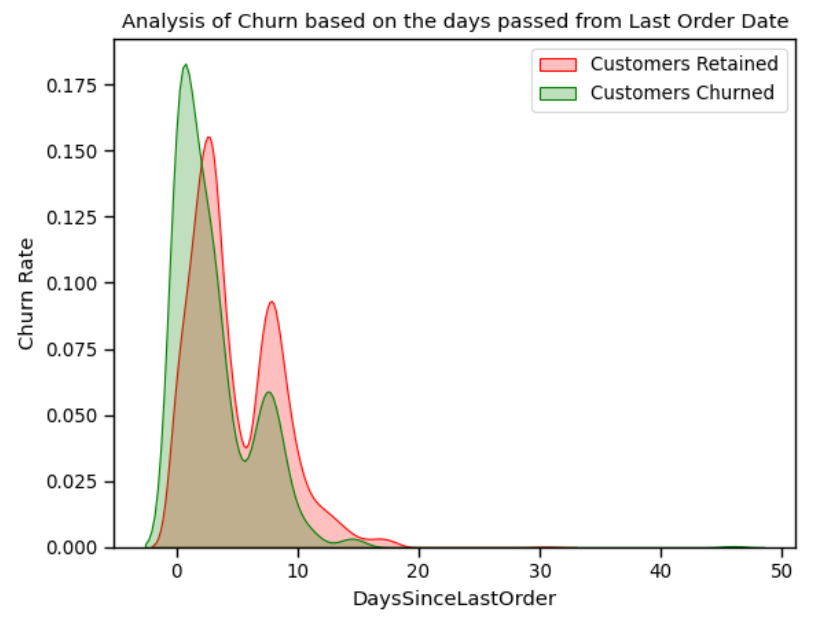 Analysis of Churn based on the days passed from Last Order Date
Customers Retained
Customers Churned
0.175
0.150
0.125
0.100
0.075
0.050
0.025
0.000
Churn Rate
0 10 20 30 40 50
DaysSinceLastOrder